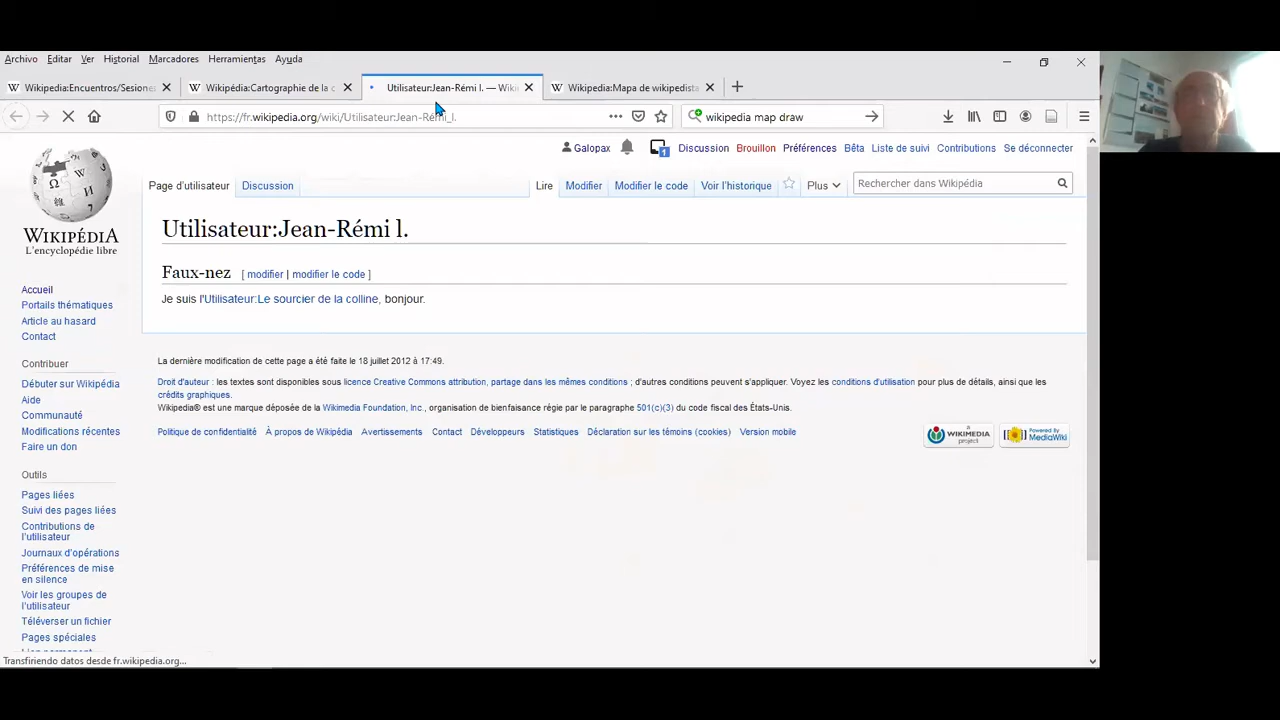 Archivo Editar Ver Historial Marcadores Herramientas Ayuda
Wikipedia:Encuentros/Sesione
Wikipédia:Cartographie de la c
Utilisateur:Jean-Rémi l. — Wiki
Wikipedia:Mapa de wikipedista
https://fr.wikipedia.org/wiki/Utilisateur:Jean-Rémi_l.
wikipedia map draw
Galopax 1 Discussion Brouillon Préférences Bêta Liste de suivi Contributions Se déconnecter
Page d'utilisateur Discussion Lire Modifier Modifier le code Voir l'historique Plus Rechercher dans Wikipédia
WIKIPÉDIA
L'encyclopédie libre
Accueil
Portails thématiques
Article au hasard
Contact
Contribuer
Débuter sur Wikipédia
Aide
Communauté
Modifications récentes
Faire un don
Outils
Pages liées
Suivi des pages liées
Contributions de
l'utilisateur
Journaux d'opérations
Préférences de mise
en silence
Voir les groupes de
l'utilisateur
Téléverser un fichier
Pages spéciales
Utilisateur:Jean-Rémi l.
Faux-nez [ modifier | modifier le code ]
Je suis l'Utilisateur:Le sourcier de la colline, bonjour.
La dernière modification de cette page a été faite le 18 juillet 2012 à 17:49.
Droit d'auteur : les textes sont disponibles sous licence Creative Commons attribution, partage dans les mêmes conditions ; d'autres conditions peuvent s'appliquer. Voyez les conditions d'utilisation pour plus de détails, ainsi que les
crédits graphiques.
Wikipedia® est une marque déposée de la Wikimedia Foundation, Inc., organisation de bienfaisance régie par le paragraphe 501(c)(3) du code fiscal des États-Unis.
Politique de confidentialité À propos de Wikipédia Avertissements Contact Développeurs Statistiques Déclaration sur les témoins (cookies) Version mobile
A WIKIMEDIA project
Powered By MediaWiki
Transfiriendo datos desde fr.wikipedia.org...